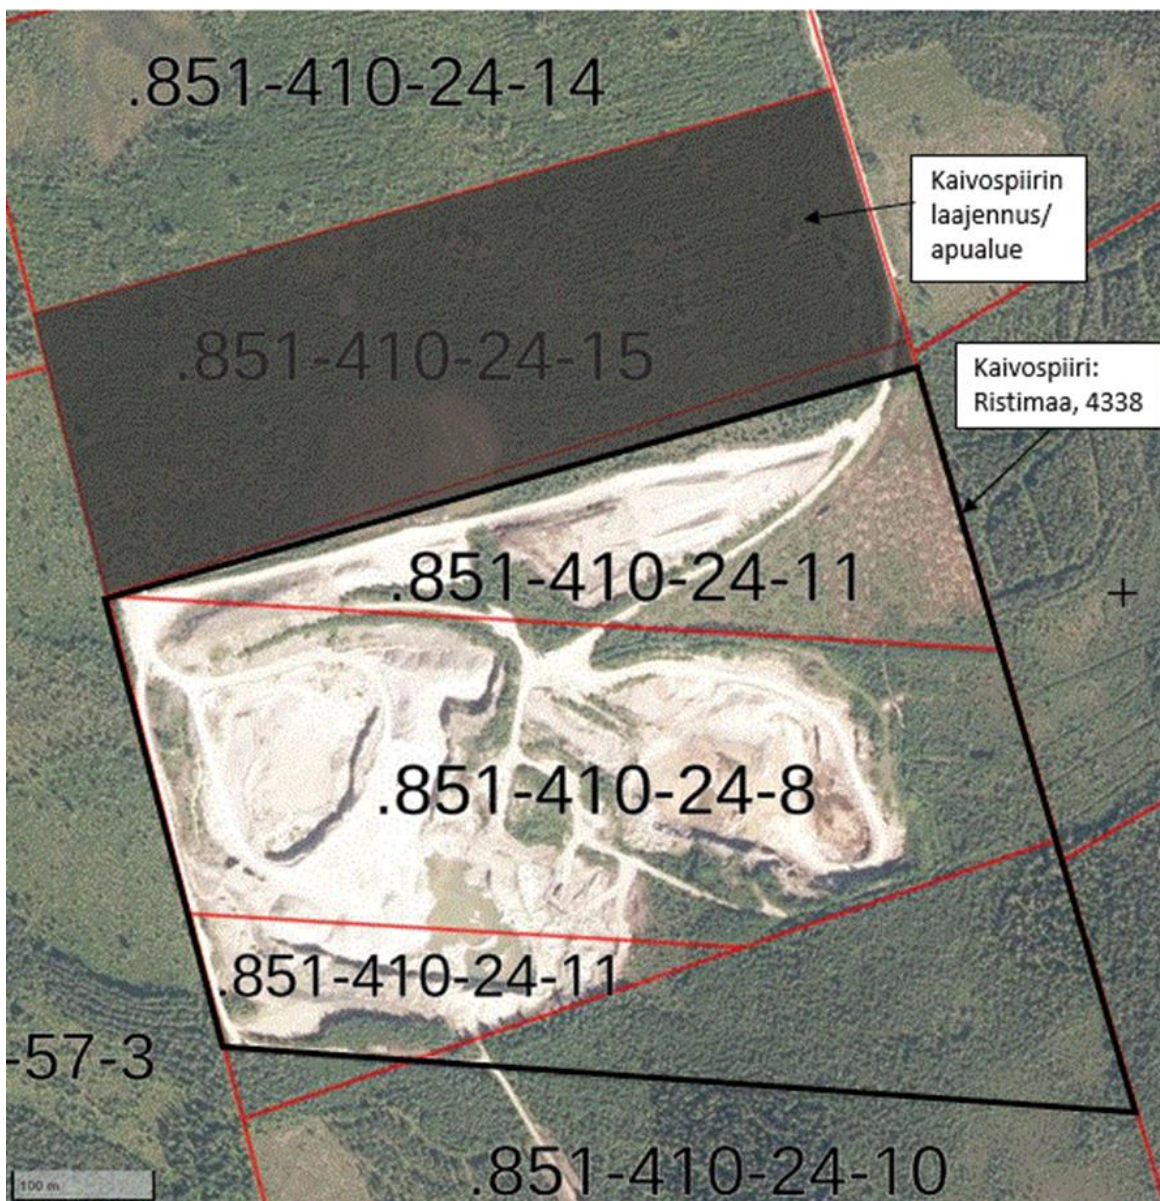 .851-410-24-14
Kaivospiirin
laajennus/
apualue
.851-410-24-15
Kaivospiiri:
Ristimaa, 4338
.851-410-24-11
.851-410-24-8
.851-410-24-11
-57-3
.851-410-24-10
100 m